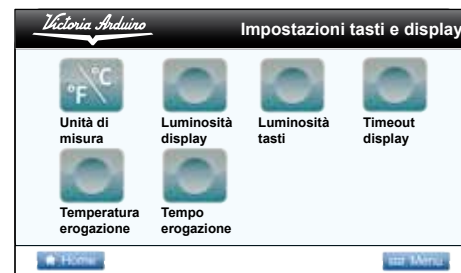 Victoria Arduino
Impostazioni tasti e display
°F °C
Unità di
misura
Luminosità
display
Luminosità
tasti
Timeout
display
Temperatura
erogazione
Tempo
erogazione
Home
Menu